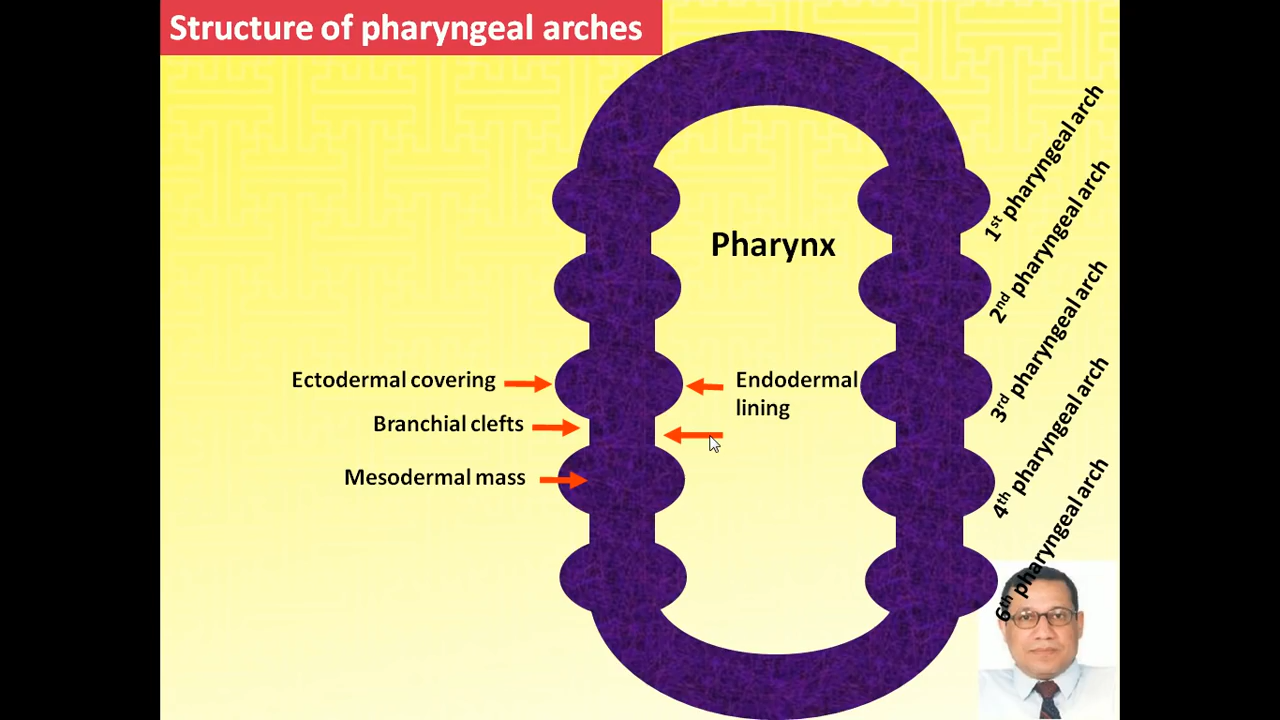 Structure of pharyngeal arches
1st pharyngeal arch
2nd pharyngeal arch
Pharynx
3rd pharyngeal arch
Ectodermal covering
Endodermal
lining
Branchial clefts
4th pharyngeal arch
Mesodermal mass
6th pharyngeal arch